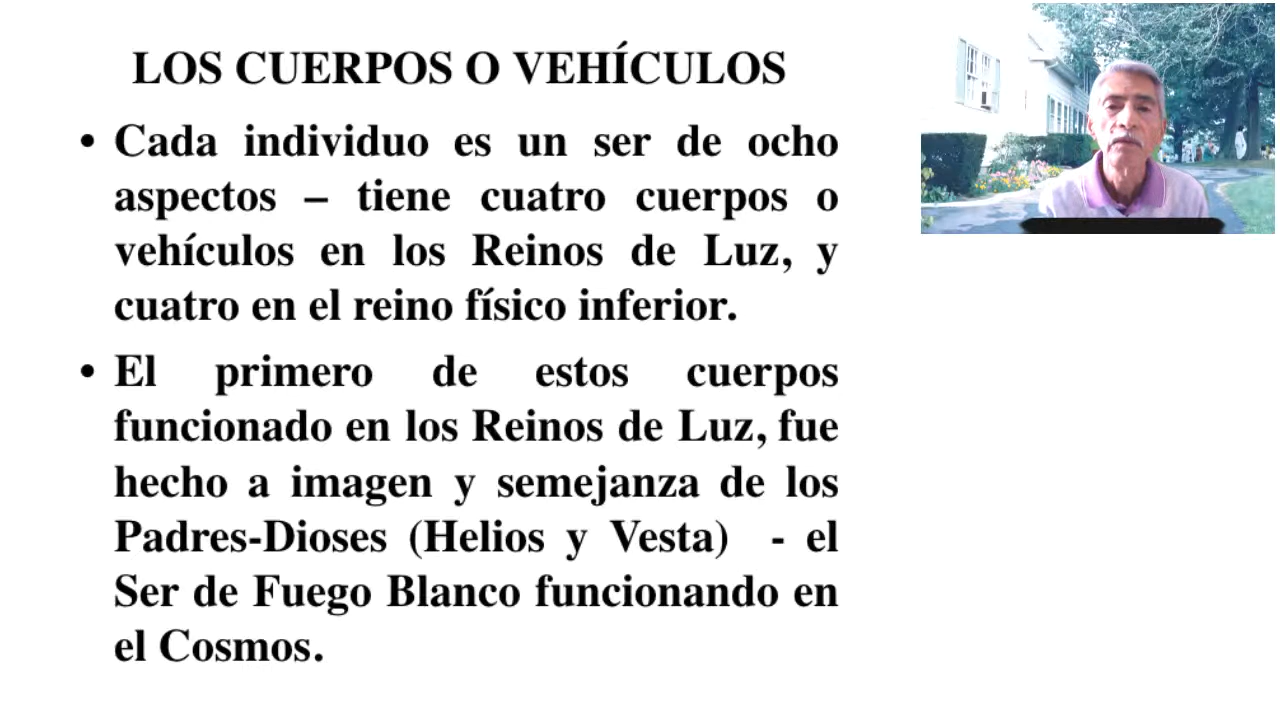 LOS CUERPOS O VEHÍCULOS
• Cada individuo es un ser de ocho
aspectos – tiene cuatro cuerpos o
vehículos en los Reinos de Luz, y
cuatro en el reino físico inferior.
• El primero de estos cuerpos
funcionado en los Reinos de Luz, fue
hecho a imagen y semejanza de los
Padres-Dioses (Helios y Vesta) - el
Ser de Fuego Blanco funcionando en
el Cosmos.